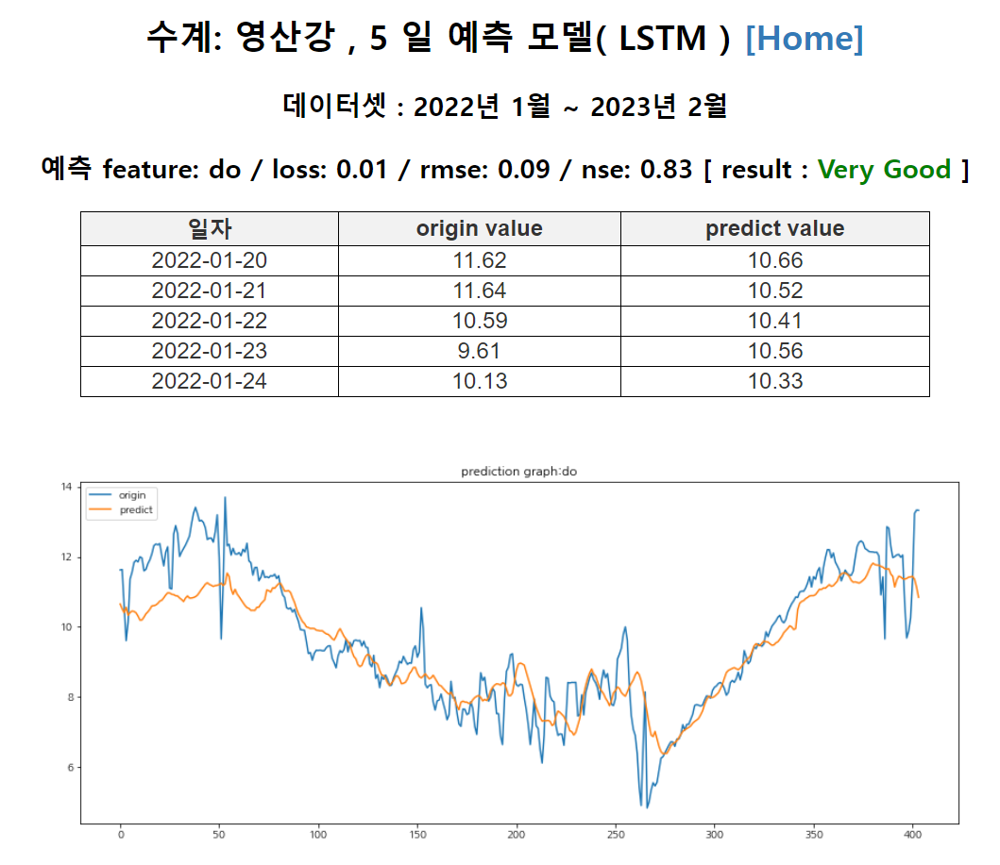 수계: 영산강 , 5 일 예측 모델( LSTM ) [Home]
데이터셋 : 2022년 1월 ~ 2023년 2월
예측 feature: do / loss: 0.01 / rmse: 0.09 / nse: 0.83 [ result : Very Good ]
일자 origin value predict value
2022-01-20 11.62 10.66
2022-01-21 11.64 10.52
2022-01-22 10.59 10.41
2022-01-23 9.61 10.56
2022-01-24 10.13 10.33
prediction graph:do
origin
predict
14
12
10
8
6
0 50 100 150 200 250 300 350 400